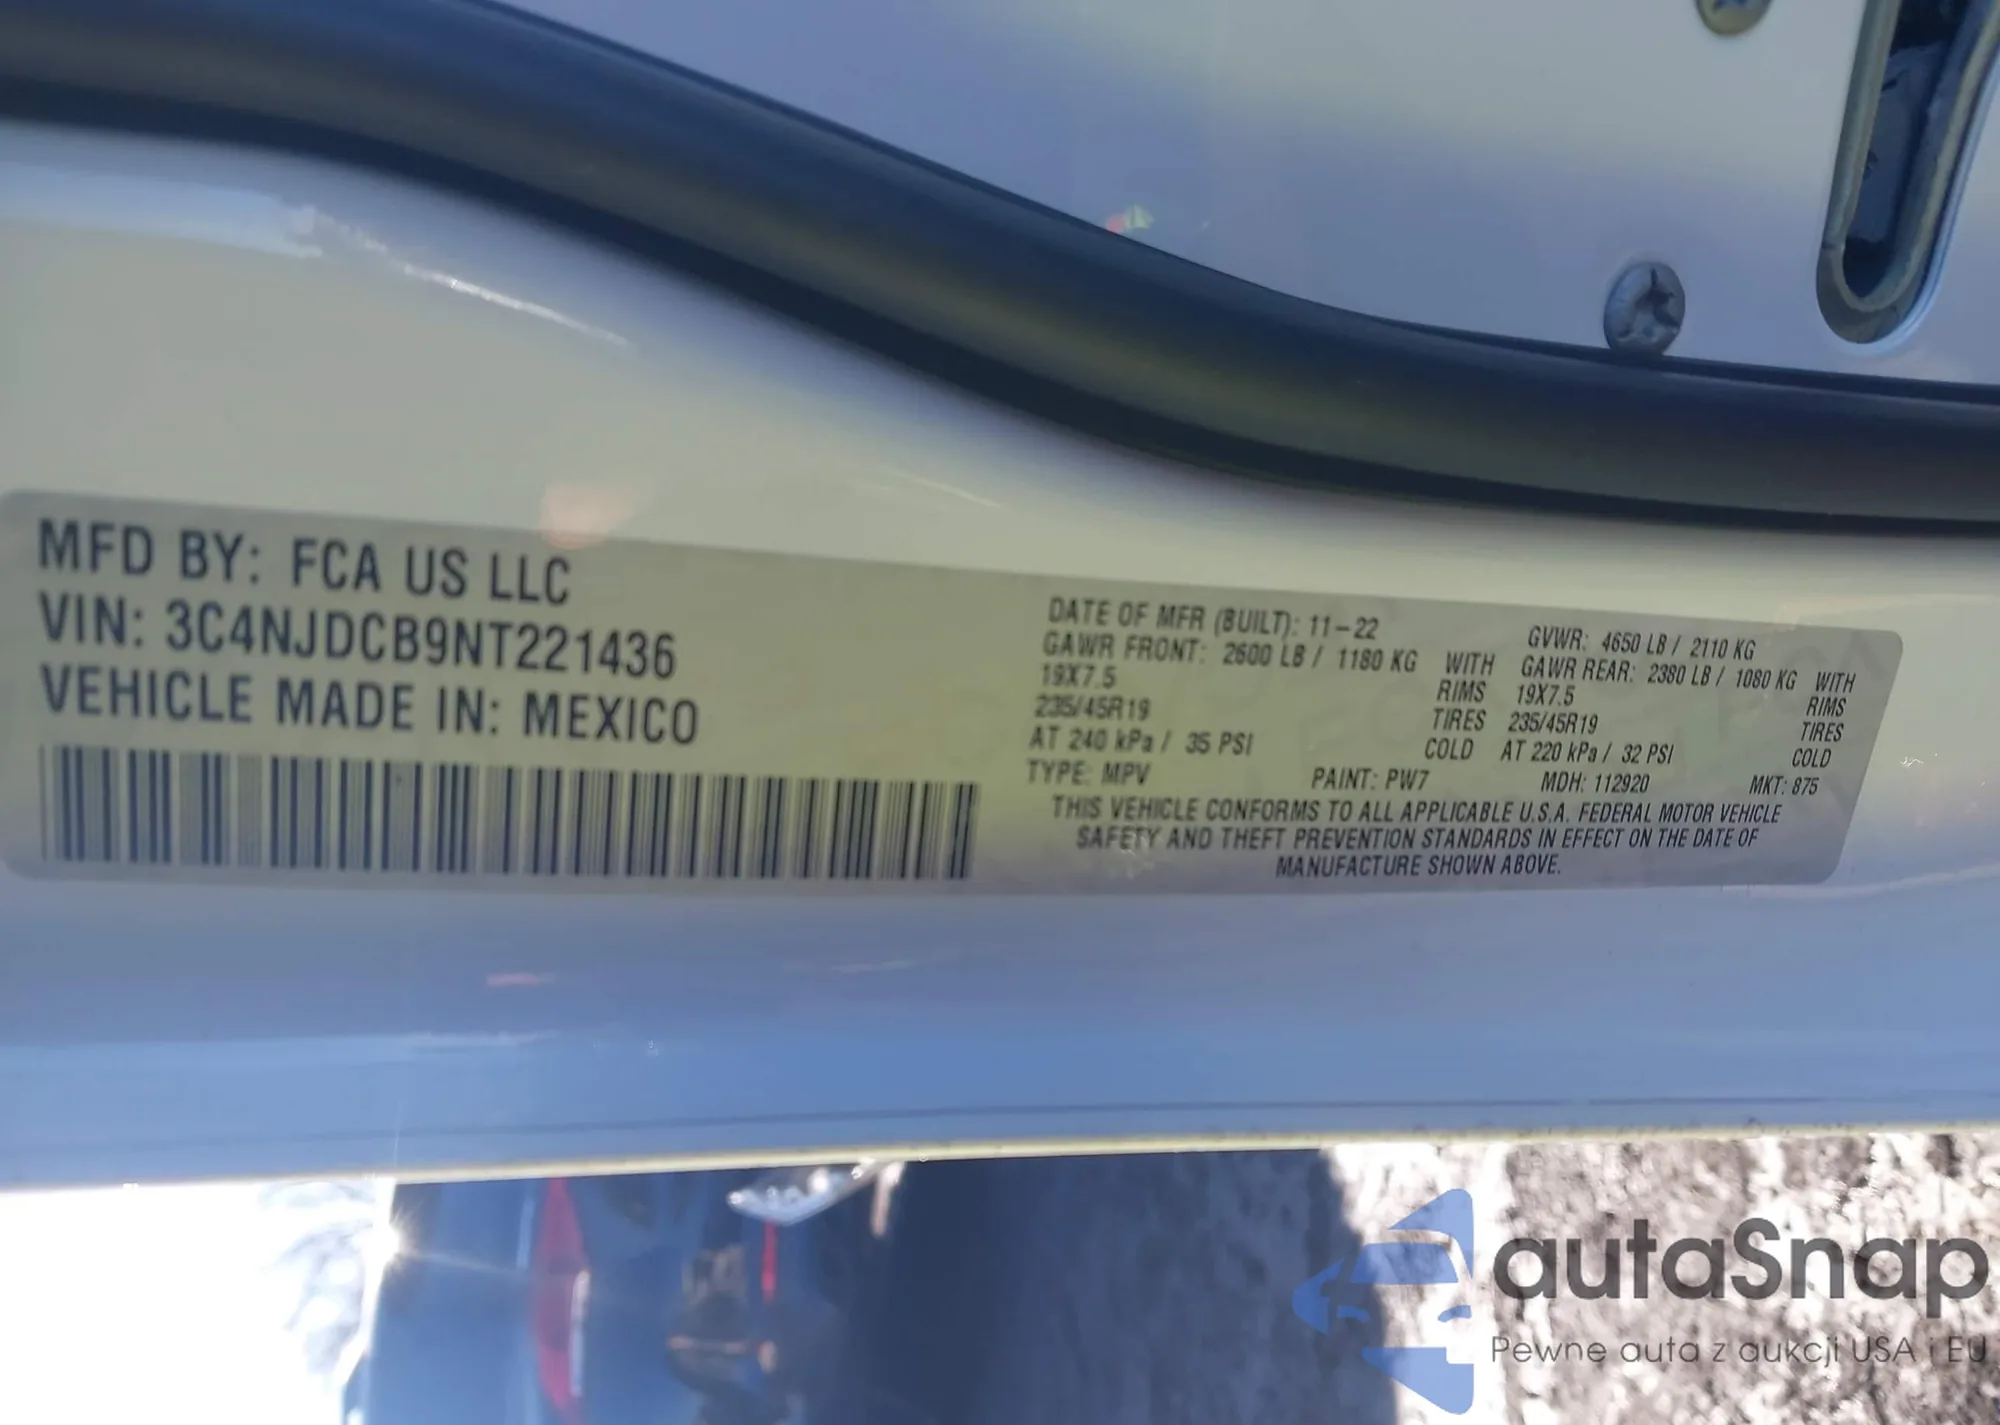 MFD BY: FCA US LLC
VIN: 3C4NJDCB9NT221436
VEHICLE MADE IN: MEXICO
DATE OF MFR (BUILT): 11-22 GVWR: 4650 LB / 2110 KG
GAWR FRONT: 2600 LB / 1180 KG WITH GAWR REAR: 2380 LB / 1080 KG WITH
19X7.5 RIMS 19X7.5 RIMS
235/45R19 TIRES 235/45R19 TIRES
AT 240 kPa / 35 PSI COLD AT 220 kPa / 32 PSI COLD
TYPE: MPV PAINT: PW7 MDH: 112920 MKT: 875
THIS VEHICLE CONFORMS TO ALL APPLICABLE U.S.A. FEDERAL MOTOR VEHICLE
SAFETY AND THEFT PREVENTION STANDARDS IN EFFECT ON THE DATE OF
MANUFACTURE SHOWN ABOVE.
autaSnap
Pewne auta z aukcji USA i EU